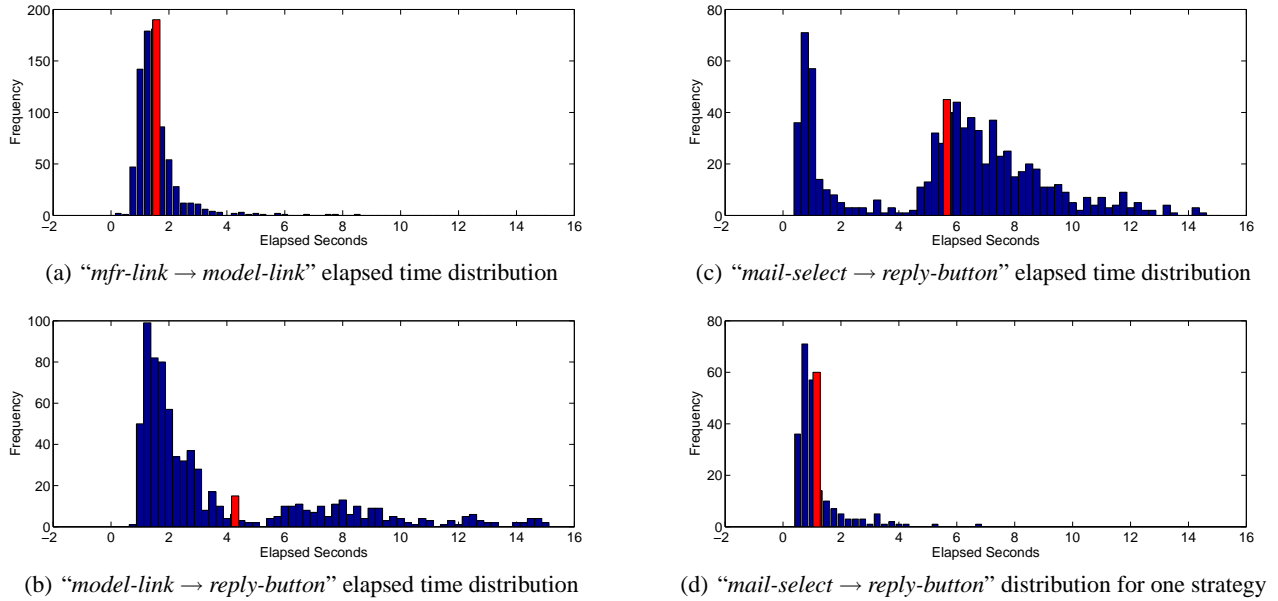 200
150
100
50
0
Frequency
−2 0 2 4 6 8 10 12 14 16
Elapsed Seconds
(a) “mfr-link → model-link” elapsed time distribution
100
80
60
40
20
0
Frequency
−2 0 2 4 6 8 10 12 14 16
Elapsed Seconds
(b) “model-link → reply-button” elapsed time distribution
80
60
40
20
0
Frequency
−2 0 2 4 6 8 10 12 14 16
Elapsed Seconds
(c) “mail-select → reply-button” elapsed time distribution
80
60
40
20
0
Frequency
−2 0 2 4 6 8 10 12 14 16
Elapsed Seconds
(d) “mail-select → reply-button” distribution for one strategy